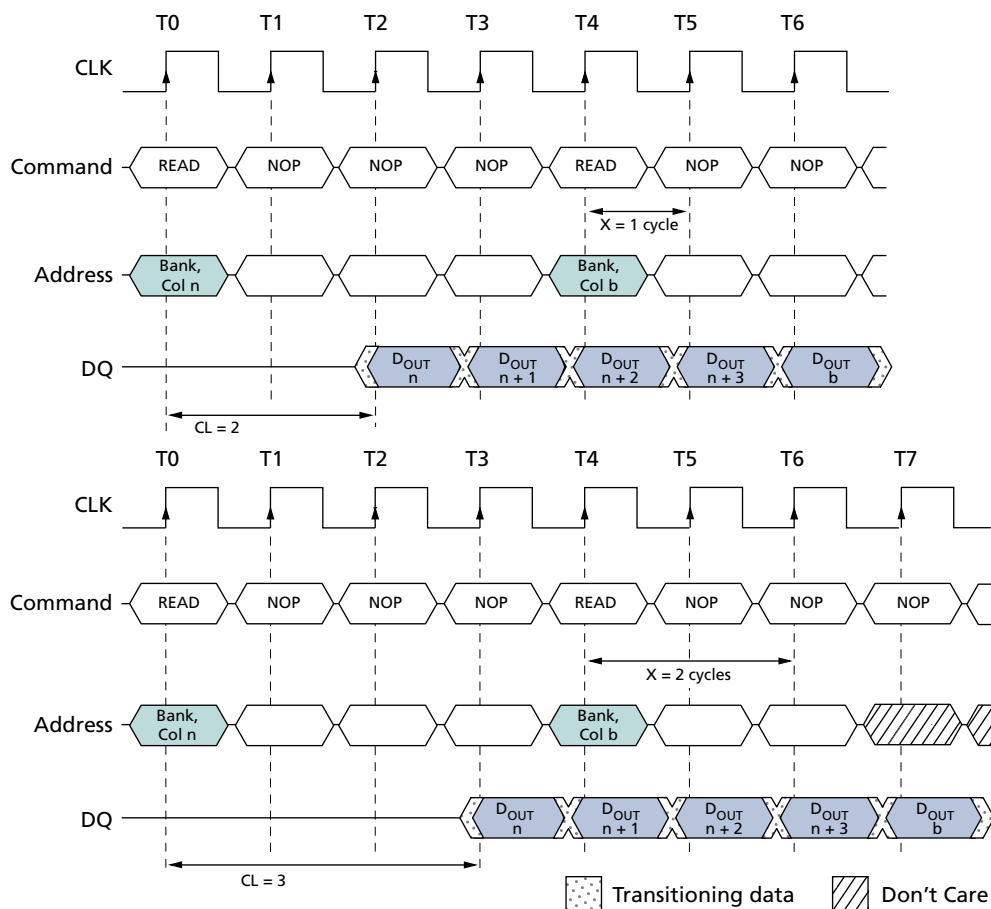 T0 T1 T2 T3 T4 T5 T6
CLK
Command READ NOP NOP NOP READ NOP NOP
X = 1 cycle
Address Bank, Col n Bank, Col b
DQ DOUT n DOUT n + 1 DOUT n + 2 DOUT n + 3 DOUT b
CL = 2
T0 T1 T2 T3 T4 T5 T6 T7
CLK
Command READ NOP NOP NOP READ NOP NOP NOP
X = 2 cycles
Address Bank, Col n Bank, Col b
DQ DOUT n DOUT n + 1 DOUT n + 2 DOUT n + 3 DOUT b
CL = 3
Transitioning data Don't Care